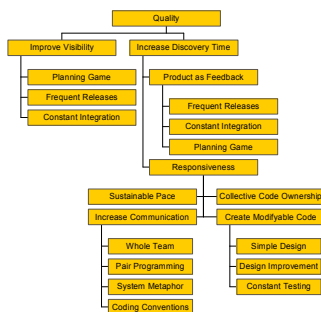 Quality
Improve Visibility
Increase Discovery Time
Planning Game
Frequent Releases
Constant Integration
Product as Feedback
Frequent Releases
Constant Integration
Planning Game
Responsiveness
Sustainable Pace
Collective Code Ownership
Increase Communication
Create Modifyable Code
Whole Team
Pair Programming
System Metaphor
Coding Conventions
Simple Design
Design Improvement
Constant Testing